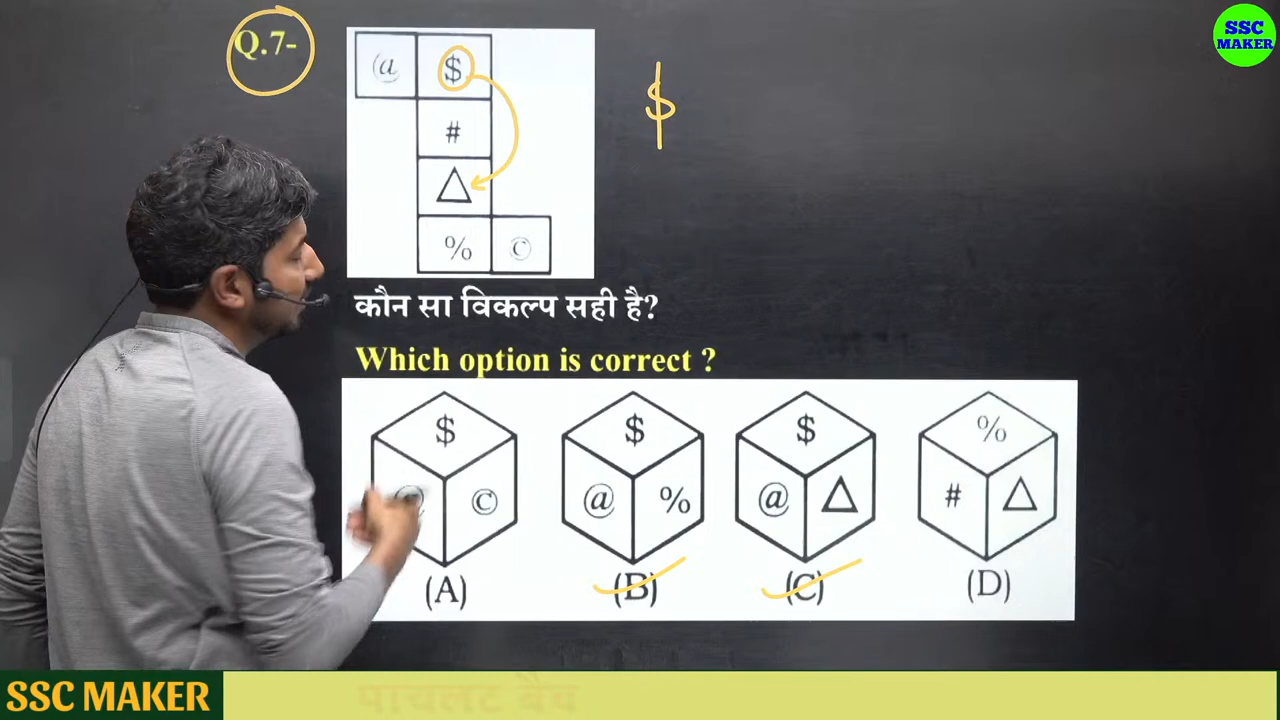 Q.7-
@ $
#
△
% ©
$
SSC
MAKER
कौन सा विकल्प सही है?
Which option is correct ?
$ $ $ %
@ © @ % @ △ # △
(A) (B) (C) (D)
SSC MAKER